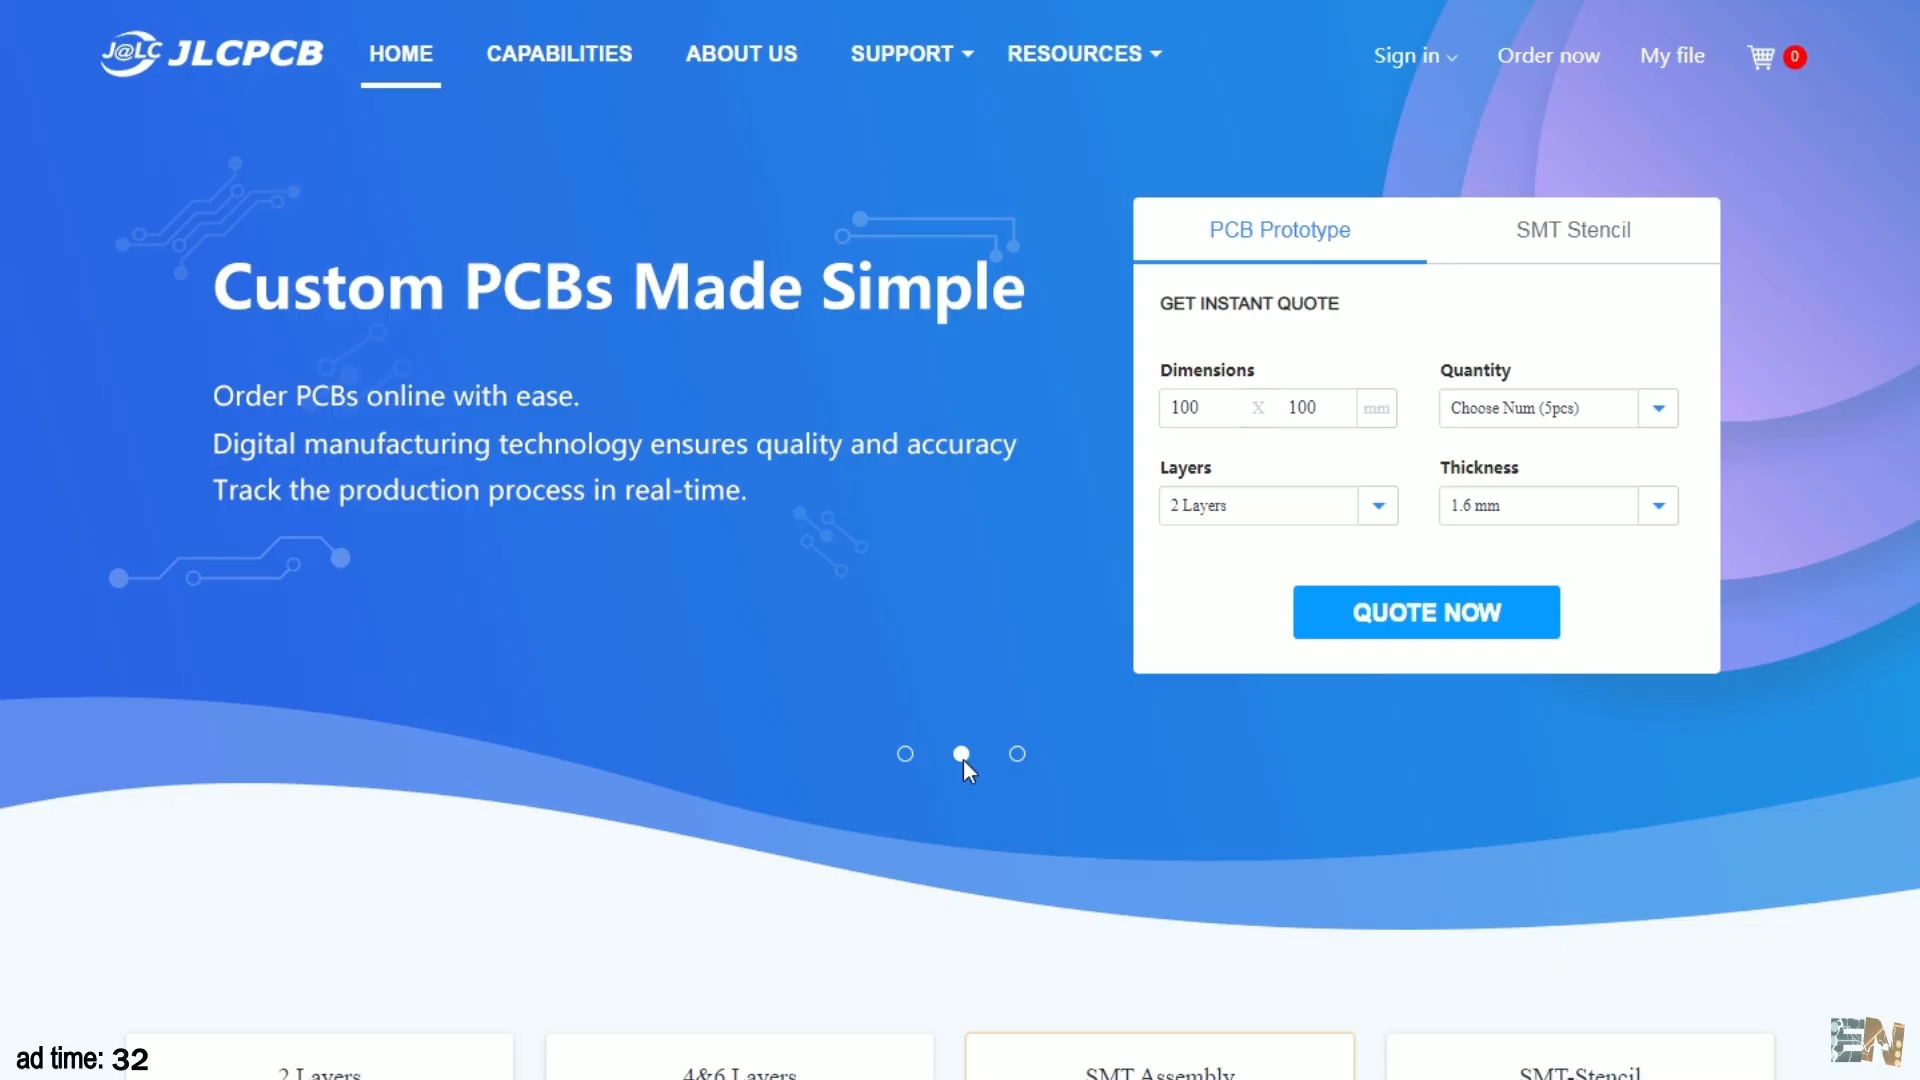 J@LC JLCPCB
HOME
CAPABILITIES
ABOUT US
SUPPORT
RESOURCES
Sign in
Order now
My file
0
Custom PCBs Made Simple
Order PCBs online with ease.
Digital manufacturing technology ensures quality and accuracy
Track the production process in real-time.
PCB Prototype
SMT Stencil
GET INSTANT QUOTE
Dimensions
Quantity
100 X 100 mm
Choose Num (5pcs)
Layers
Thickness
2 Layers
1.6 mm
QUOTE NOW
2 Layers
4&6 Layers
SMT Assembly
SMT-Stencil
ad time: 32
EN